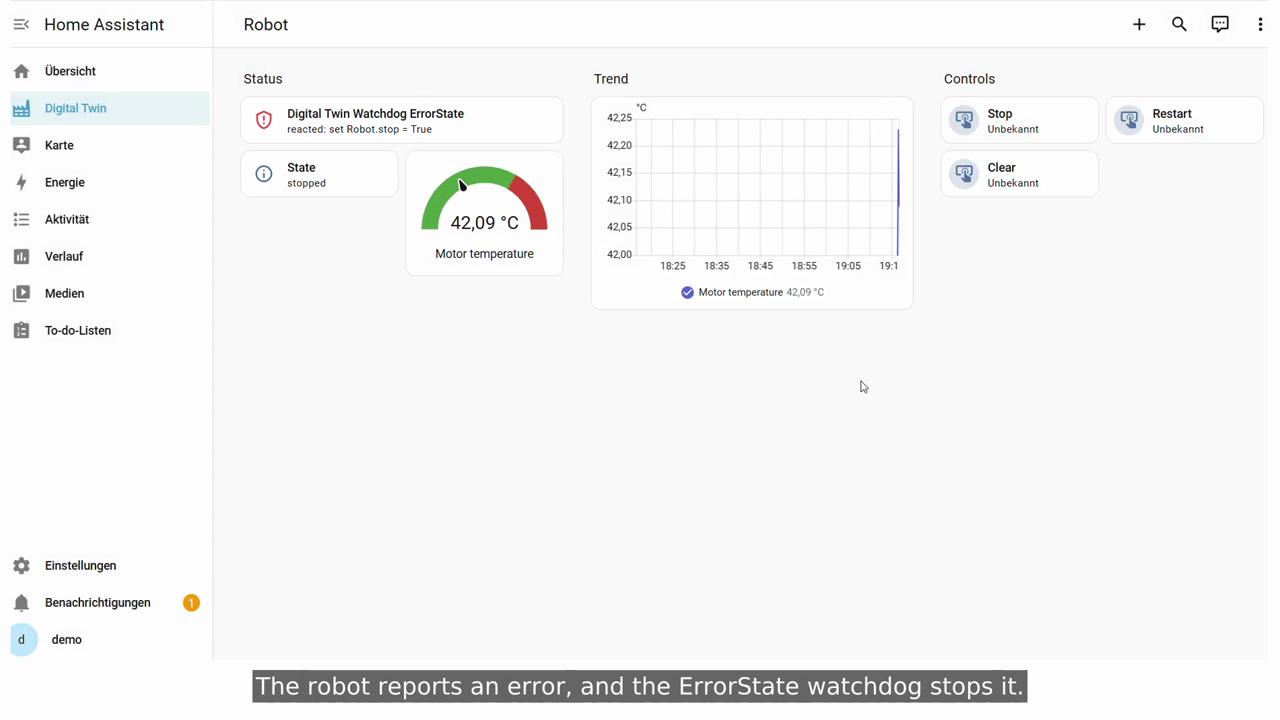 Home Assistant
Robot
Übersicht
Digital Twin
Karte
Energie
Aktivität
Verlauf
Medien
To-do-Listen
Einstellungen
Benachrichtigungen
1
d
demo
Status
Digital Twin Watchdog ErrorState
reacted: set Robot.stop = True
State
stopped
42,09 °C
Motor temperature
Trend
°C
42,25
42,20
42,15
42,10
42,05
42,00
18:25 18:35 18:45 18:55 19:05 19:1
Motor temperature 42,09 °C
Controls
Stop
Unbekannt
Restart
Unbekannt
Clear
Unbekannt
The robot reports an error, and the ErrorState watchdog stops it.